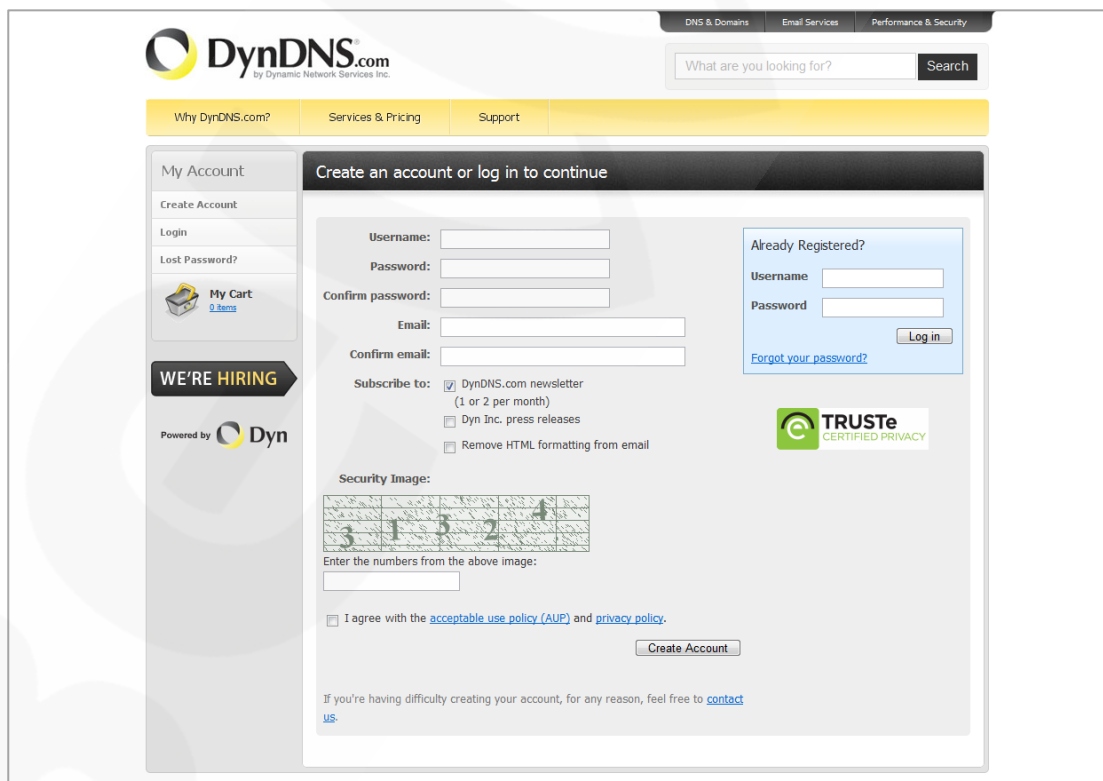 DNS & Domains
Email Services
Performance & Security
DynDNS.com
by Dynamic Network Services Inc.
What are you looking for?
Search
Why DynDNS.com?
Services & Pricing
Support
My Account
Create Account
Login
Lost Password?
My Cart
0 items
WE'RE HIRING
Powered by Dyn
Create an account or log in to continue
Username:
Password:
Confirm password:
Email:
Confirm email:
Subscribe to:
DynDNS.com newsletter
(1 or 2 per month)
Dyn Inc. press releases
Remove HTML formatting from email
Security Image:
3 1 3 2 4
Enter the numbers from the above image:
I agree with the acceptable use policy (AUP) and privacy policy.
Create Account
If you're having difficulty creating your account, for any reason, feel free to contact
us.
Already Registered?
Username
Password
Log in
Forgot your password?
TRUSTe
CERTIFIED PRIVACY